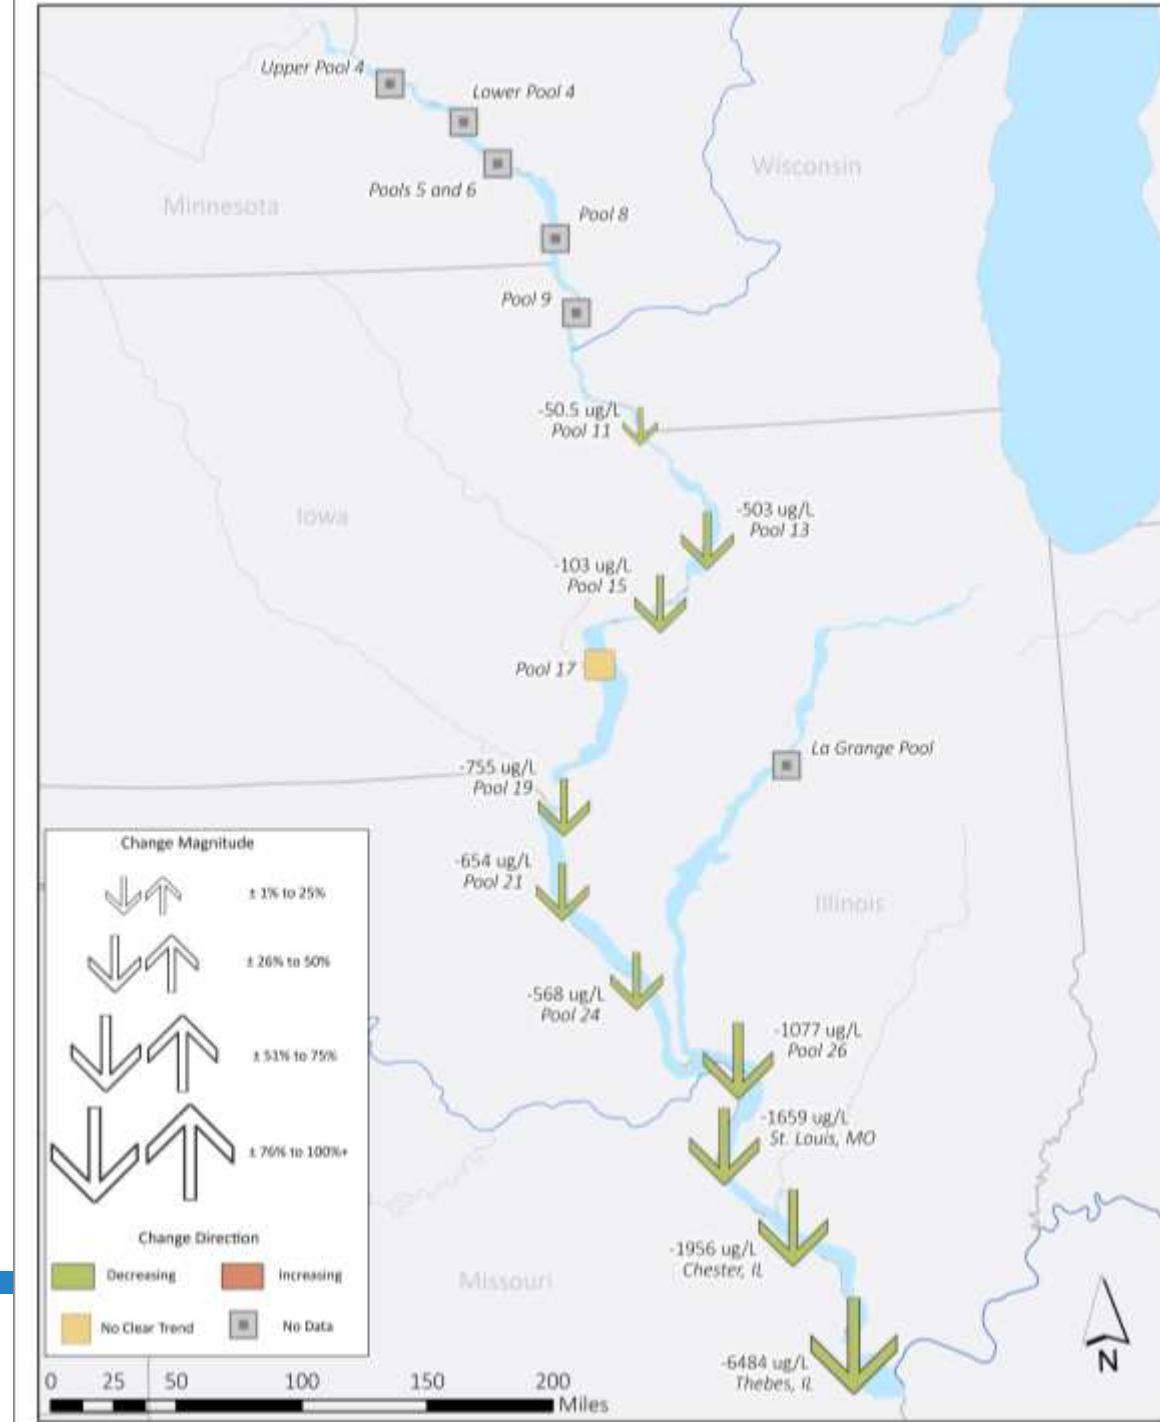 Upper Pool 4
Lower Pool 4
Wisconsin
Pools 5 and 6
Minnesota
Pool 8
Pool 9
-50.5 ug/L
Pool 11
Iowa
-503 ug/L
Pool 13
-103 ug/L
Pool 15
Pool 17
La Grange Pool
-755 ug/L
Pool 19
-654 ug/L
Pool 21
Illinois
-568 ug/L
Pool 24
-1077 ug/L
Pool 26
-1659 ug/L
St. Louis, MO
-1956 ug/L
Chester, IL
Missouri
-6484 ug/L
Thebes, IL
Change Magnitude
± 1% to 25%
± 26% to 50%
± 51% to 75%
± 76% to 100%+
Change Direction
Decreasing
Increasing
No Clear Trend
No Data
N
0 25 50 100 150 200
Miles